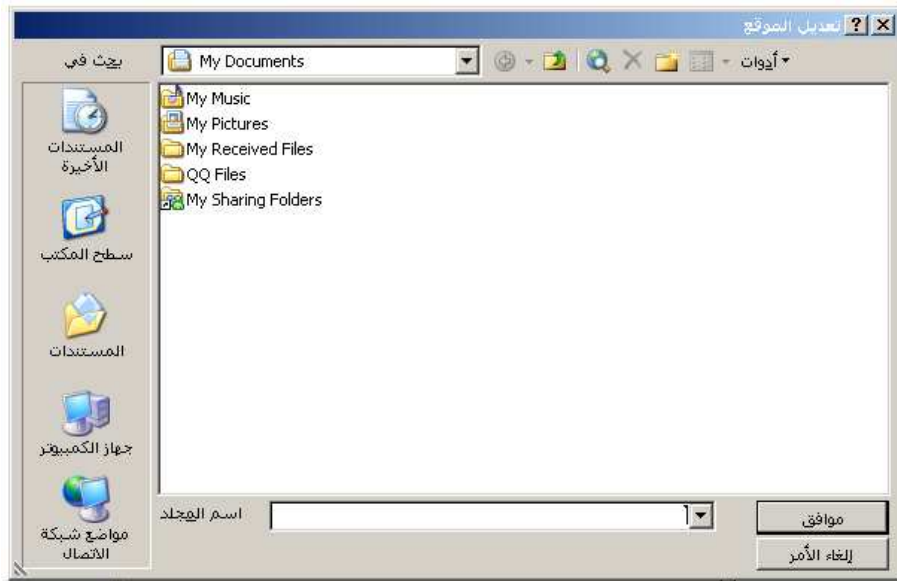 تعديل الموقع
بحث في
My Documents
أدوات
My Music
My Pictures
My Received Files
QQ Files
My Sharing Folders
المستندات
الأخيرة
سطح المكتب
المستندات
جهاز الكمبيوتر
مواضع شبكة
الاتصال
اسم المجلد
موافق
إلغاء الأمر